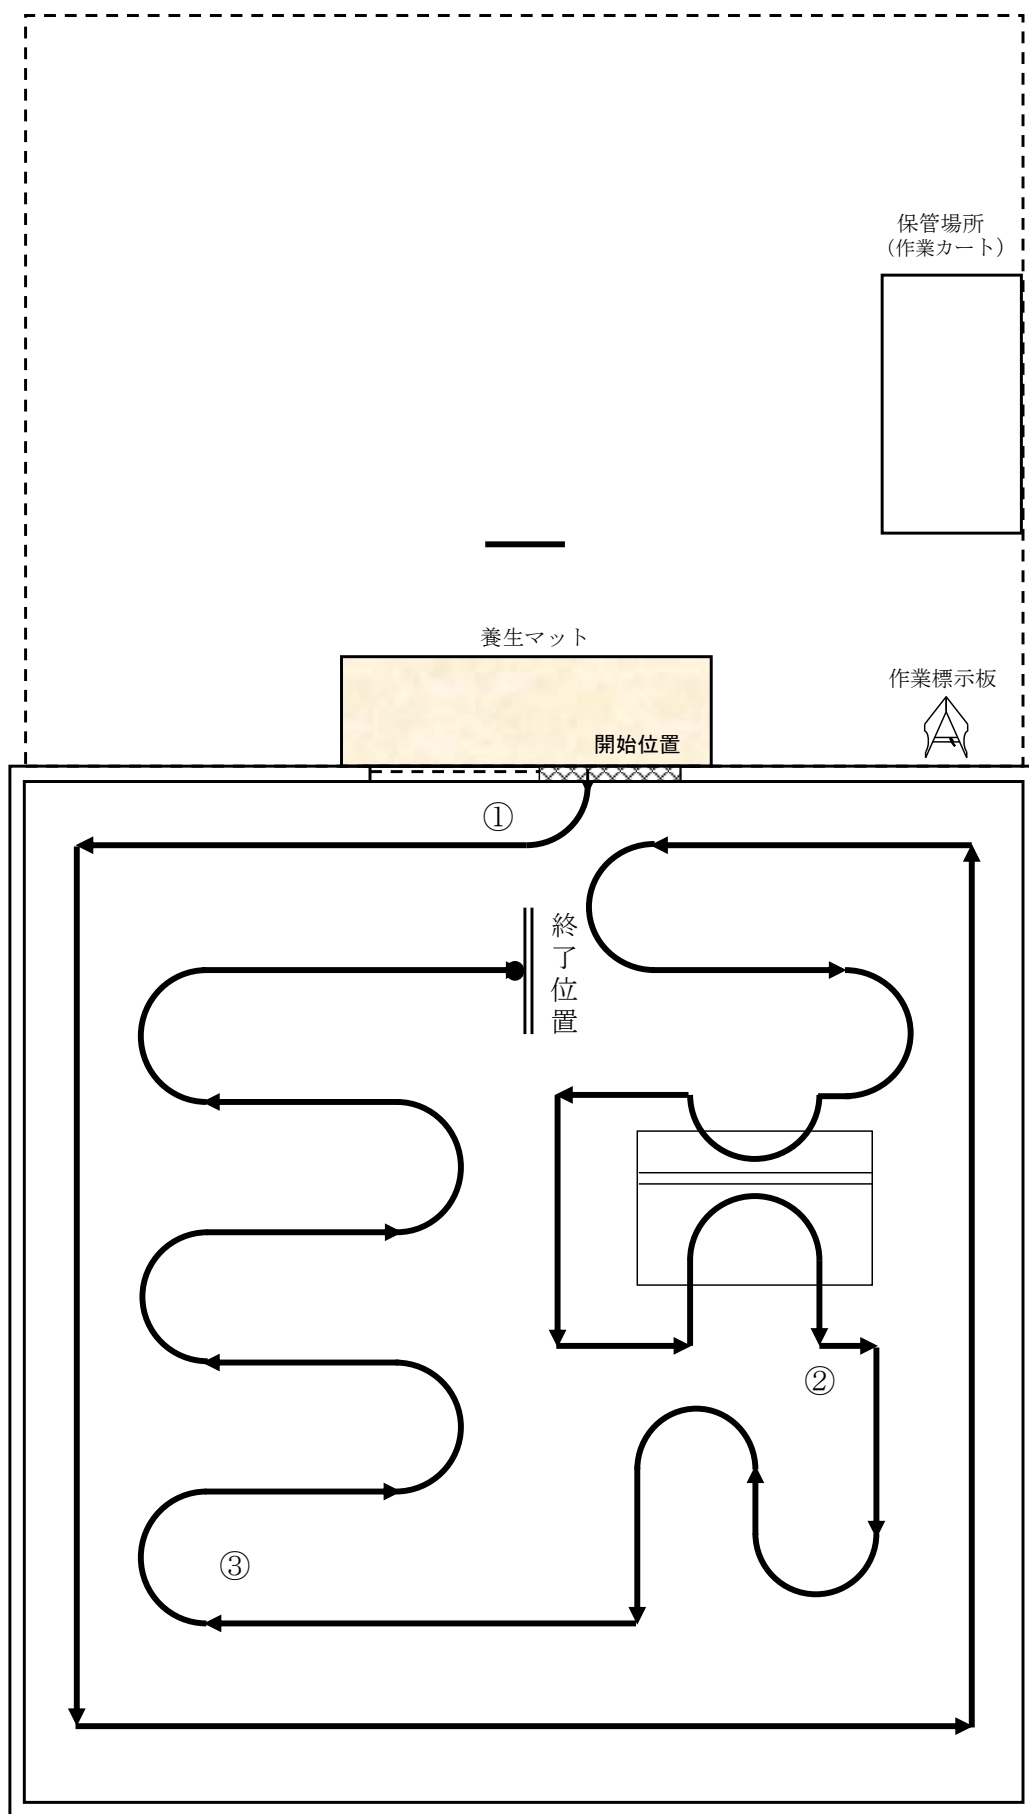 保管場所
（作業カート）
養生マット
作業標示板
開始位置
①
終了位置
②
③